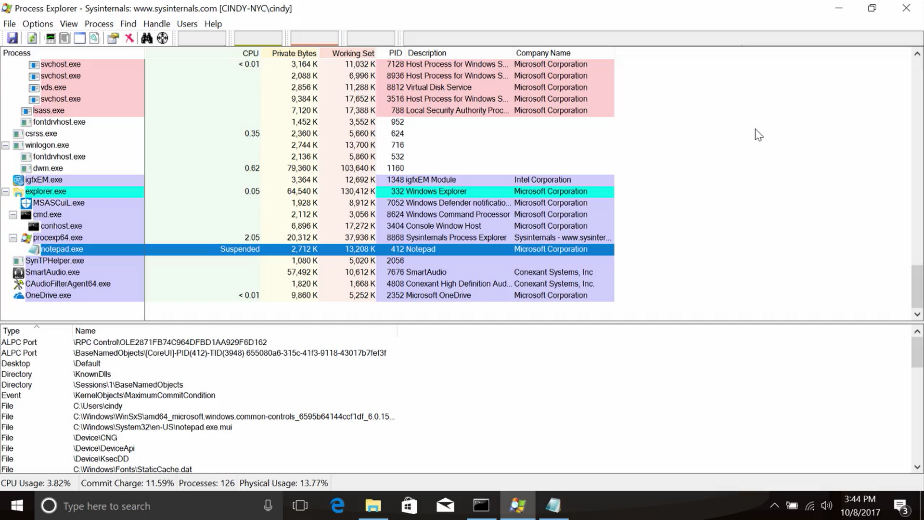 Process Explorer - Sysinternals: www.sysinternals.com [CINDY-NYC\cindy]
File Options View Process Find Handle Users Help
Process CPU Private Bytes Working Set PID Description Company Name
svchost.exe < 0.01 3,164 K 11,032 K 7128 Host Process for Windows S... Microsoft Corporation
svchost.exe 2,088 K 6,996 K 8936 Host Process for Windows S... Microsoft Corporation
vds.exe 2,856 K 11,288 K 8812 Virtual Disk Service Microsoft Corporation
svchost.exe 9,384 K 17,652 K 3516 Host Process for Windows S... Microsoft Corporation
lsass.exe 7,120 K 17,388 K 788 Local Security Authority Proc... Microsoft Corporation
fontdrvhost.exe 1,452 K 3,552 K 952
csrss.exe 0.35 2,360 K 5,660 K 624
winlogon.exe 2,744 K 13,700 K 716
fontdrvhost.exe 2,136 K 5,860 K 532
dwm.exe 0.62 79,360 K 103,640 K 1160
igfxEM.exe 3,364 K 12,692 K 1348 igfxEM Module Intel Corporation
explorer.exe 0.05 64,540 K 130,412 K 332 Windows Explorer Microsoft Corporation
MSASCuiL.exe 1,928 K 8,912 K 7052 Windows Defender notificatio... Microsoft Corporation
cmd.exe 2,112 K 3,056 K 8624 Windows Command Processor Microsoft Corporation
conhost.exe 6,896 K 17,272 K 3404 Console Window Host Microsoft Corporation
procexp64.exe 2.05 20,312 K 37,936 K 8868 Sysinternals Process Explorer Sysinternals - www.sysinter...
notepad.exe Suspended 2,712 K 13,208 K 412 Notepad Microsoft Corporation
SynTPHelper.exe 1,080 K 5,020 K 2056
SmartAudio.exe 57,492 K 10,612 K 7676 SmartAudio Conexant Systems, Inc
CAudioFilterAgent64.exe 1,820 K 1,668 K 4808 Conexant High Definition Aud... Conexant Systems, Inc.
OneDrive.exe < 0.01 9,860 K 5,252 K 2352 Microsoft OneDrive Microsoft Corporation
Type Name
ALPC Port \RPC Control\OLE2871FB74C964DFBD1AA929F6D162
ALPC Port \BaseNamedObjects\[CoreUI]-PID(412)-TID(3948) 655080a6-315c-41f3-9118-43017b7fef3f
Desktop \Default
Directory \KnownDlls
Directory \Sessions\1\BaseNamedObjects
Event \KernelObjects\MaximumCommitCondition
File C:\Users\cindy
File C:\Windows\WinSxS\amd64_microsoft.windows.common-controls_6595b64144ccf1df_6.0.15...
File C:\Windows\System32\en-US\notepad.exe.mui
File \Device\CNG
File \Device\DeviceApi
File \Device\KsecDD
File C:\Windows\Fonts\StaticCache.dat
CPU Usage: 3.82% Commit Charge: 11.59% Processes: 126 Physical Usage: 13.77%
Type here to search
3:44 PM
10/8/2017
3